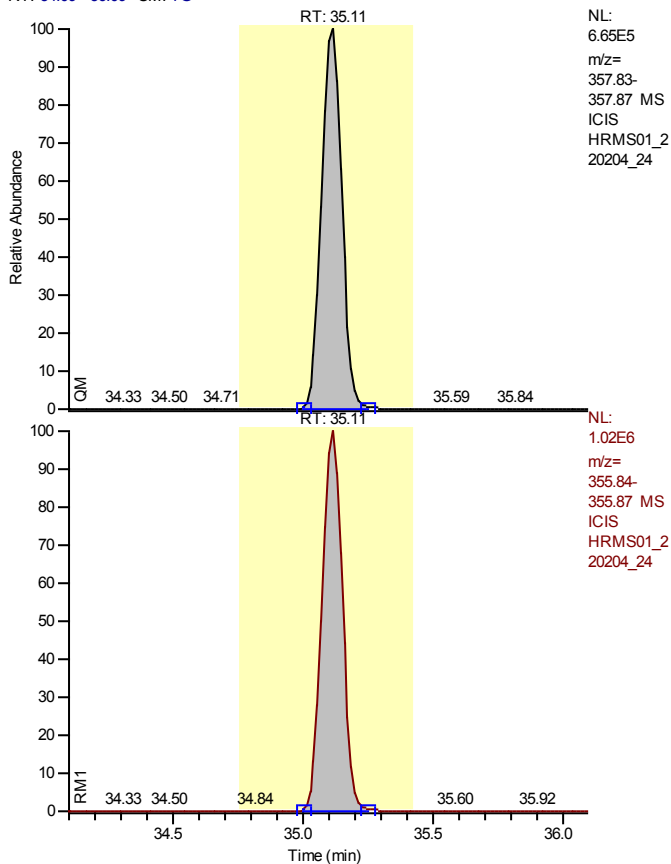 RT: 35.11
NL:
6.65E5
m/z=
357.83-
357.87 MS
ICIS
HRMS01_2
20204_24
100
90
80
70
60
50
40
30
20
10
0
Relative Abundance
QM
34.33 34.50 34.71 35.59 35.84
RT: 35.11
NL:
1.02E6
m/z=
355.84-
355.87 MS
ICIS
HRMS01_2
20204_24
100
90
80
70
60
50
40
30
20
10
0
RM1
34.33 34.50 34.84 35.60 35.92
34.5 35.0 35.5 36.0
Time (min)